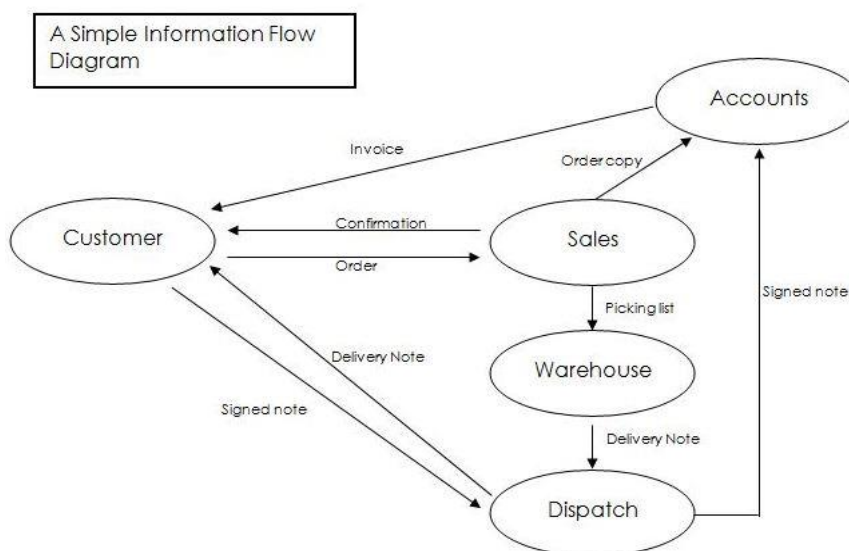 A Simple Information Flow
Diagram
Accounts
Invoice
Order copy
Customer
Confirmation
Sales
Order
Signed note
Picking list
Delivery Note
Warehouse
Signed note
Delivery Note
Dispatch